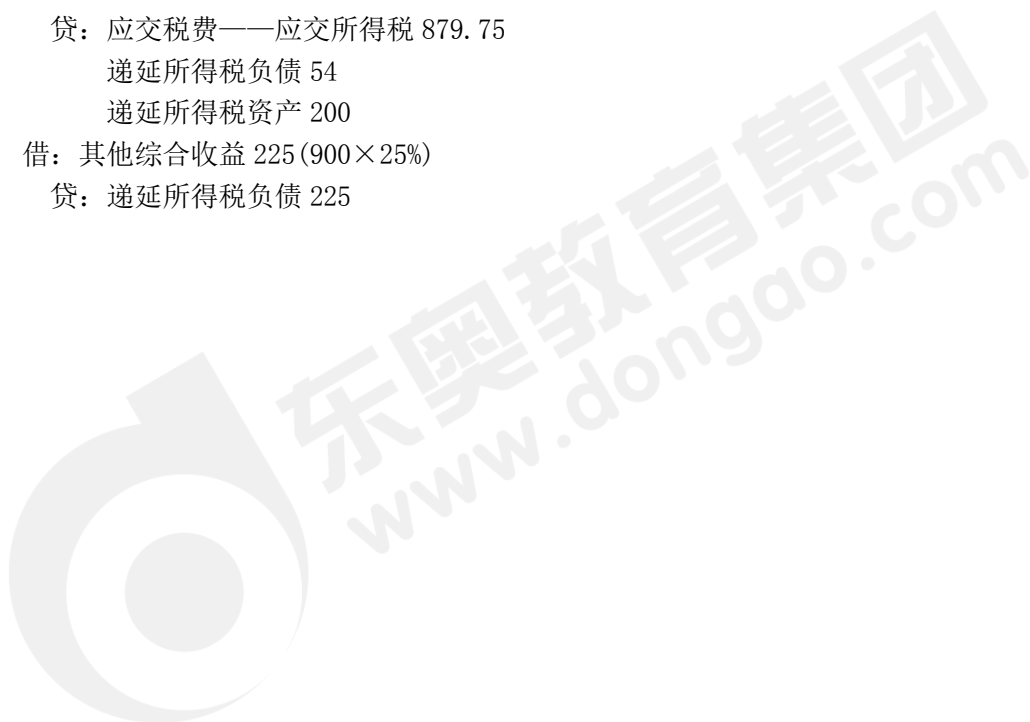 贷：应交税费——应交所得税 879.75
递延所得税负债 54
递延所得税资产 200
借：其他综合收益 225(900×25%)
贷：递延所得税负债 225
东奥教育集团
www.dongao.com